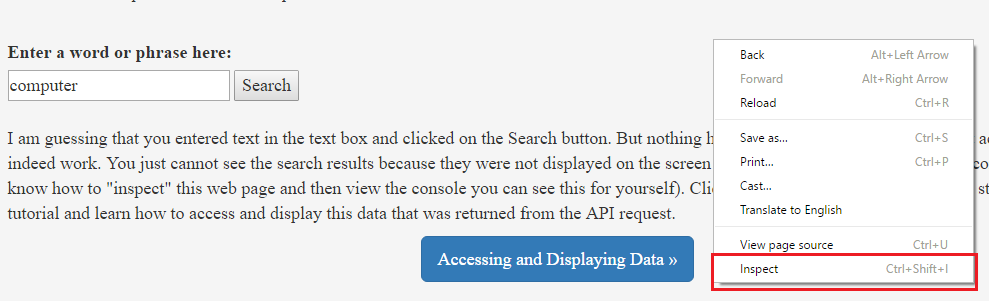 Enter a word or phrase here:
computer
Search
I am guessing that you entered text in the text box and clicked on the Search button. But nothing
indeed work. You just cannot see the search results because they were not displayed on the screen
know how to "inspect" this web page and then view the console you can see this for yourself).
tutorial and learn how to access and display this data that was returned from the API request.
Accessing and Displaying Data »
Back Alt+Left Arrow
Forward Alt+Right Arrow
Reload Ctrl+R
Save as... Ctrl+S
Print... Ctrl+P
Cast...
Translate to English
View page source Ctrl+U
Inspect Ctrl+Shift+I